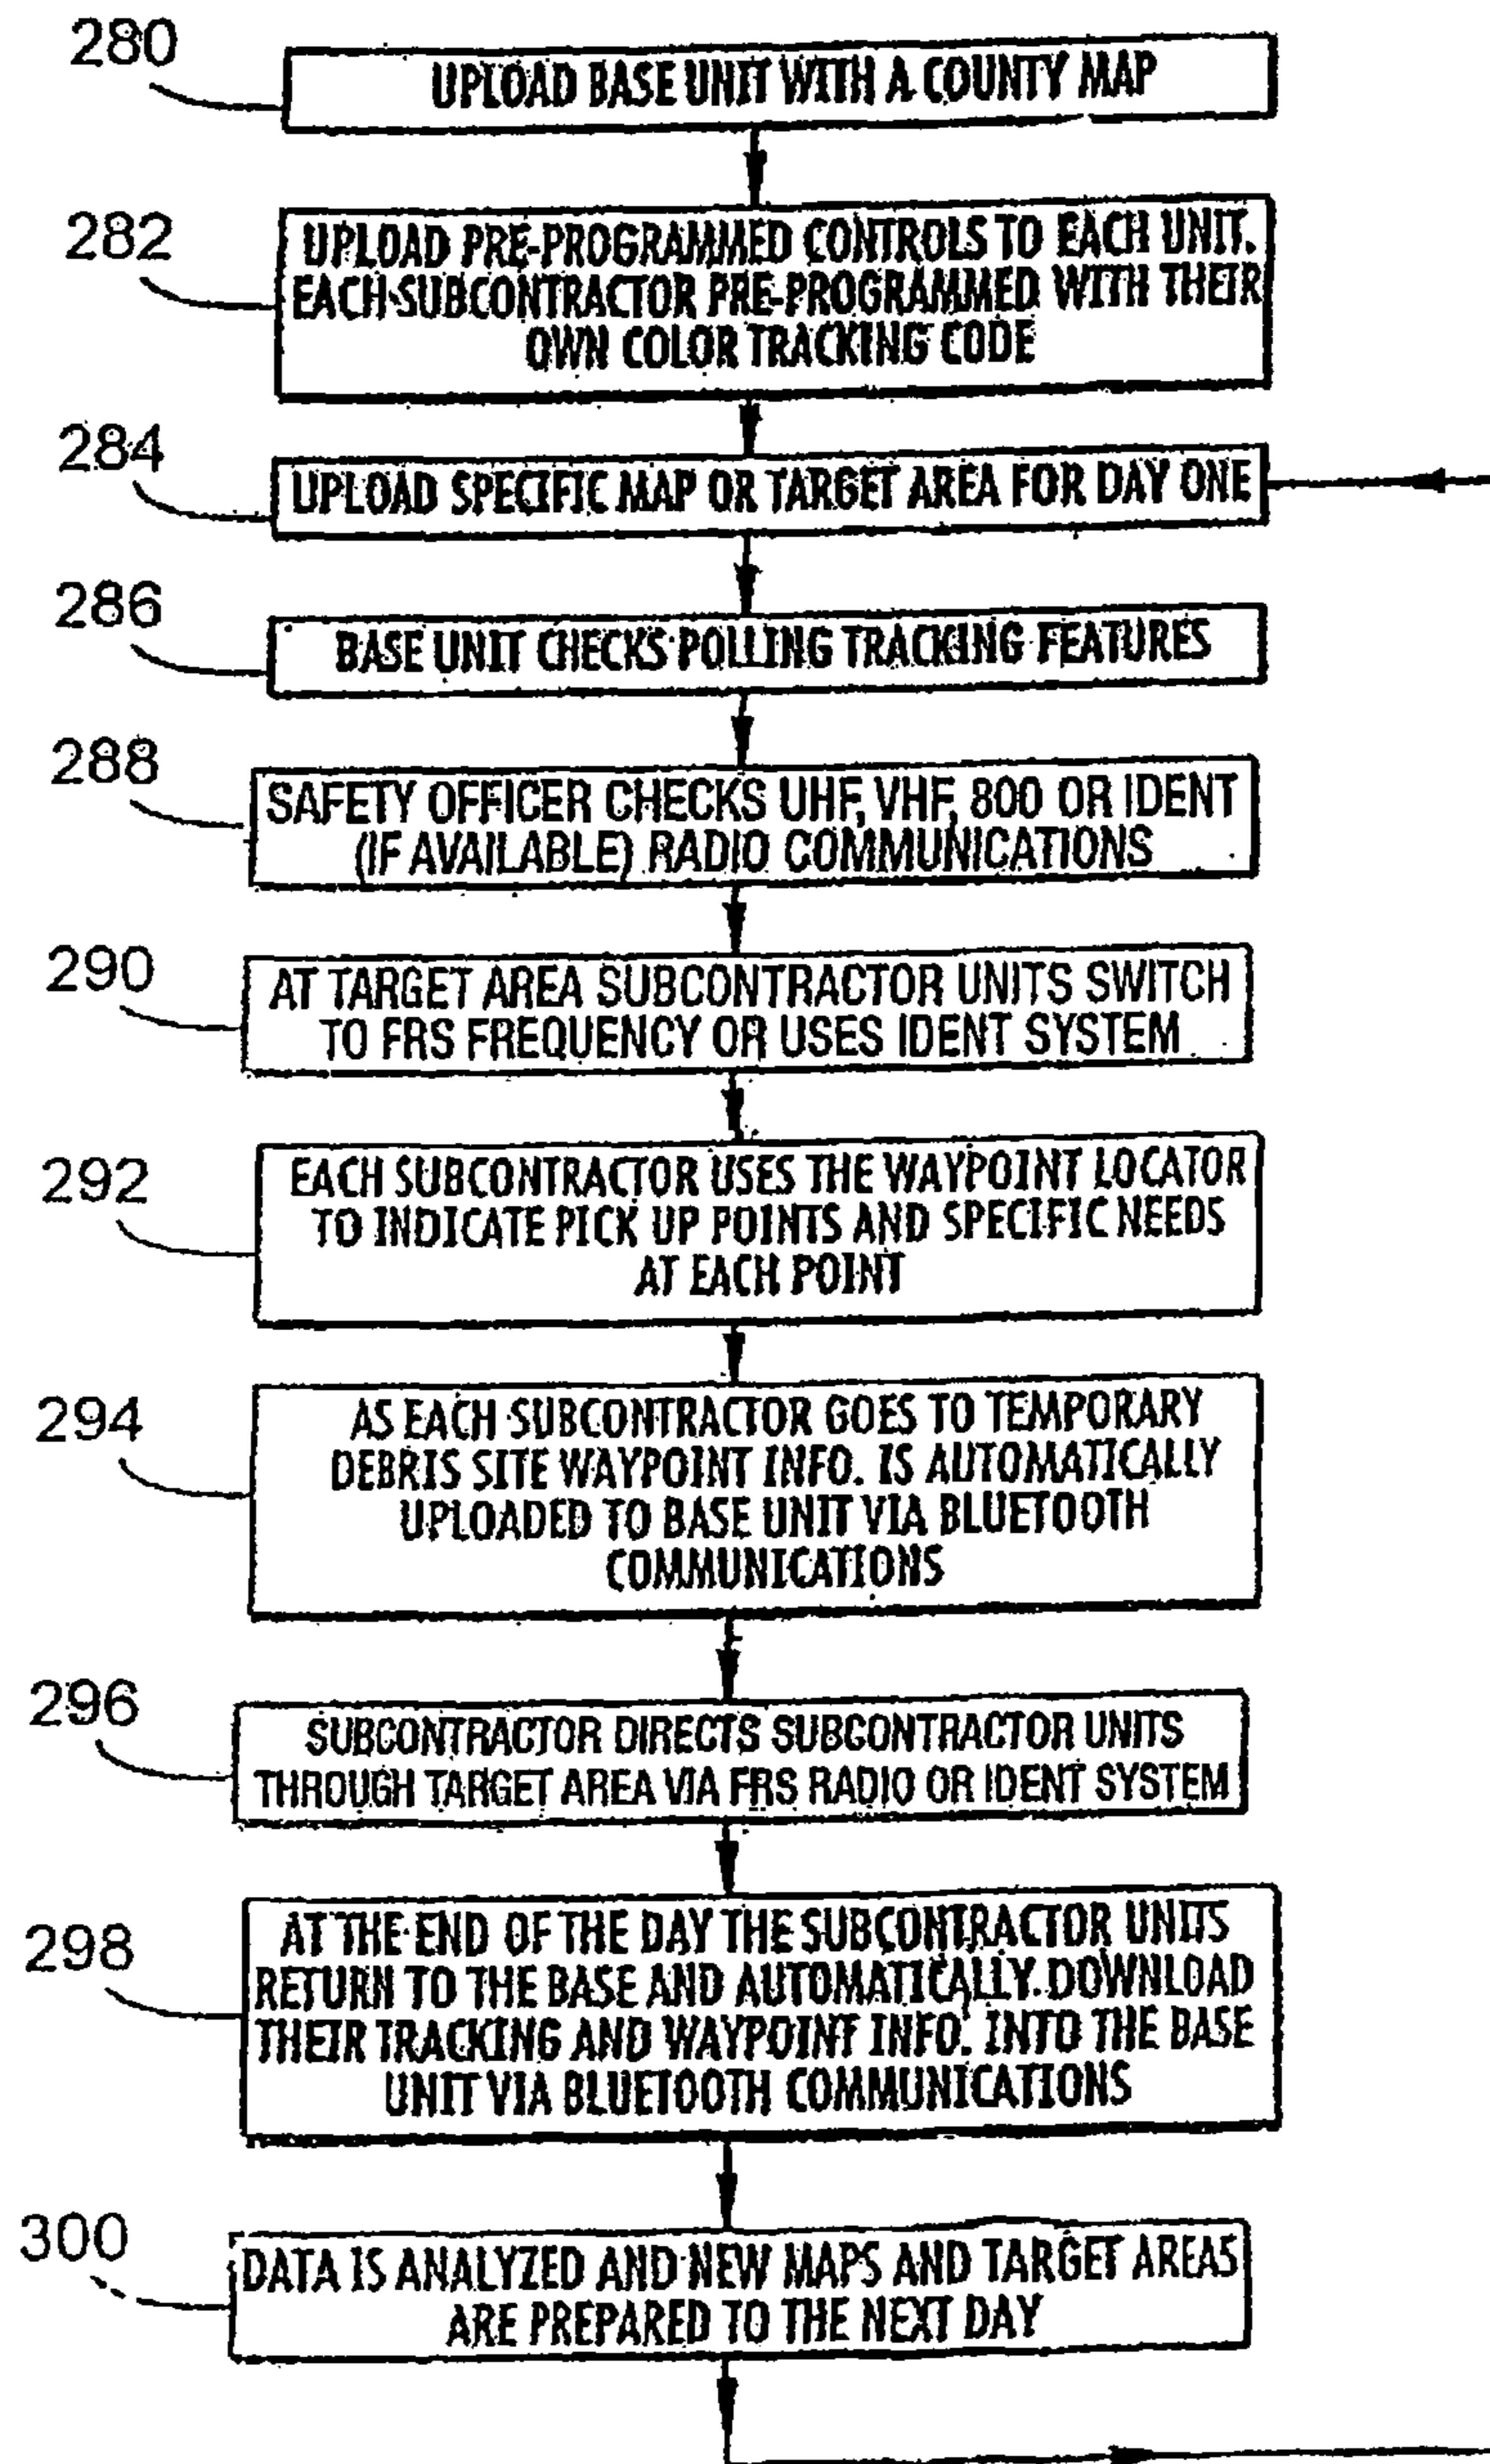 280
UPLOAD BASE UNIT WITH A COUNTY MAP
282
UPLOAD PRE-PROGRAMMED CONTROLS TO EACH UNIT.
EACH SUBCONTRACTOR PRE-PROGRAMMED WITH THEIR
OWN COLOR TRACKING CODE
284
UPLOAD SPECIFIC MAP OR TARGET AREA FOR DAY ONE
286
BASE UNIT CHECKS POLLING TRACKING FEATURES
288
SAFETY OFFICER CHECKS UHF, VHF, 800 OR IDENT
(IF AVAILABLE) RADIO COMMUNICATIONS
290
AT TARGET AREA SUBCONTRACTOR UNITS SWITCH
TO FRS FREQUENCY OR USES IDENT SYSTEM
292
EACH SUBCONTRACTOR USES THE WAYPOINT LOCATOR
TO INDICATE PICK UP POINTS AND SPECIFIC NEEDS
AT EACH POINT
294
AS EACH SUBCONTRACTOR GOES TO TEMPORARY
DEBRIS SITE WAYPOINT INFO. IS AUTOMATICALLY
UPLOADED TO BASE UNIT VIA BLUETOOTH
COMMUNICATIONS
296
SUBCONTRACTOR DIRECTS SUBCONTRACTOR UNITS
THROUGH TARGET AREA VIA FRS RADIO OR IDENT SYSTEM
298
AT THE END OF THE DAY THE SUBCONTRACTOR UNITS
RETURN TO THE BASE AND AUTOMATICALLY DOWNLOAD
THEIR TRACKING AND WAYPOINT INFO. INTO THE BASE
UNIT VIA BLUETOOTH COMMUNICATIONS
300
DATA IS ANALYZED AND NEW MAPS AND TARGET AREAS
ARE PREPARED TO THE NEXT DAY